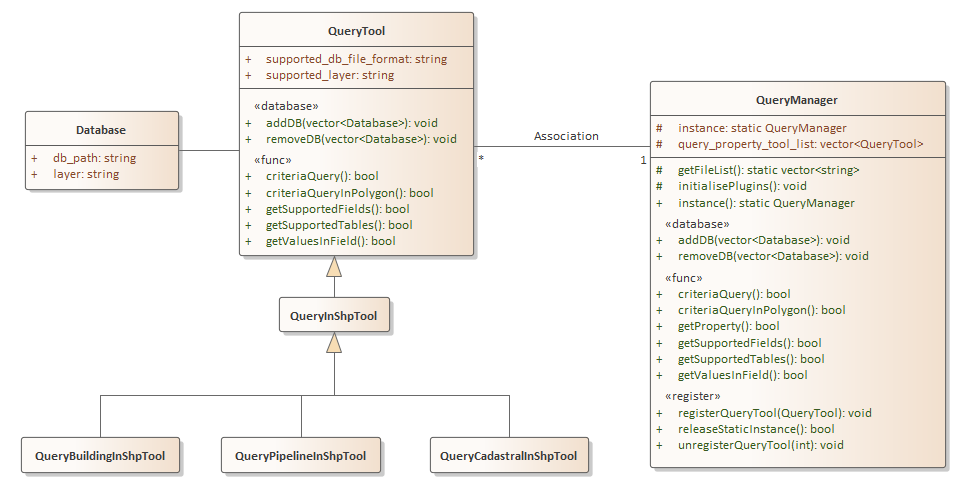 QueryTool
+ supported_db_file_format: string
+ supported_layer: string
«database»
+ addDB(vector<Database>): void
+ removeDB(vector<Database>): void
«func»
+ criteriaQuery(): bool
+ criteriaQueryInPolygon(): bool
+ getSupportedFields(): bool
+ getSupportedTables(): bool
+ getValuesInField(): bool
Database
+ db_path: string
+ layer: string
Association
*
1
QueryManager
# instance: static QueryManager
# query_property_tool_list: vector<QueryTool>
# getFileList(): static vector<string>
# initialisePlugins(): void
+ instance(): static QueryManager
«database»
+ addDB(vector<Database>): void
+ removeDB(vector<Database>): void
«func»
+ criteriaQuery(): bool
+ criteriaQueryInPolygon(): bool
+ getProperty(): bool
+ getSupportedFields(): bool
+ getSupportedTables(): bool
+ getValuesInField(): bool
«register»
+ registerQueryTool(QueryTool): void
+ releaseStaticInstance(): bool
+ unregisterQueryTool(int): void
QueryInShpTool
QueryBuildingInShpTool
QueryPipelineInShpTool
QueryCadastralInShpTool